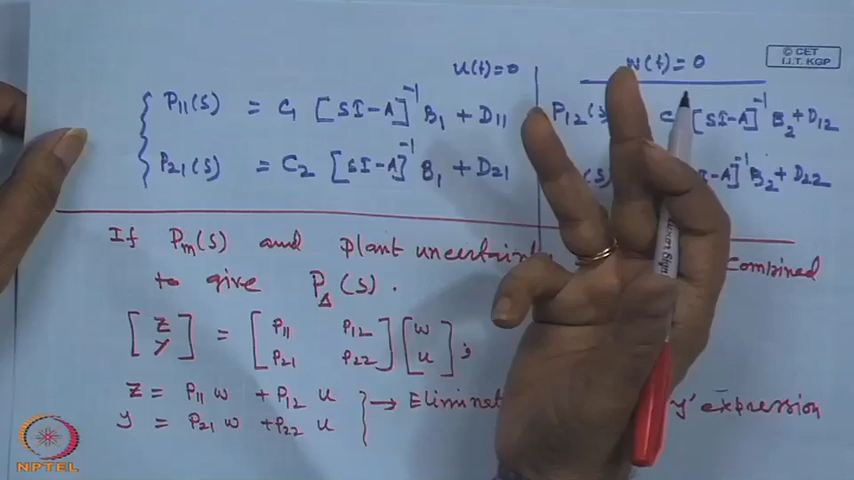 u(t)=0 | w(t)=0
© CET
I.I.T. KGP
P11(s) = C1 [SI-A]^-1 B1 + D11
P12(s) [SI-A]^-1 B2 + D12
P21(s) = C2 [SI-A]^-1 B1 + D21
I-A]^-1 B2 + D22
If Pm(s) and plant uncertainty combined
to give PΔ(s).
[Z Y] = [P11 P12 P21 P22] [w u] ;
Z = P11 w + P12 u
y = P21 w + P22 u → 
y' expression
NPTEL